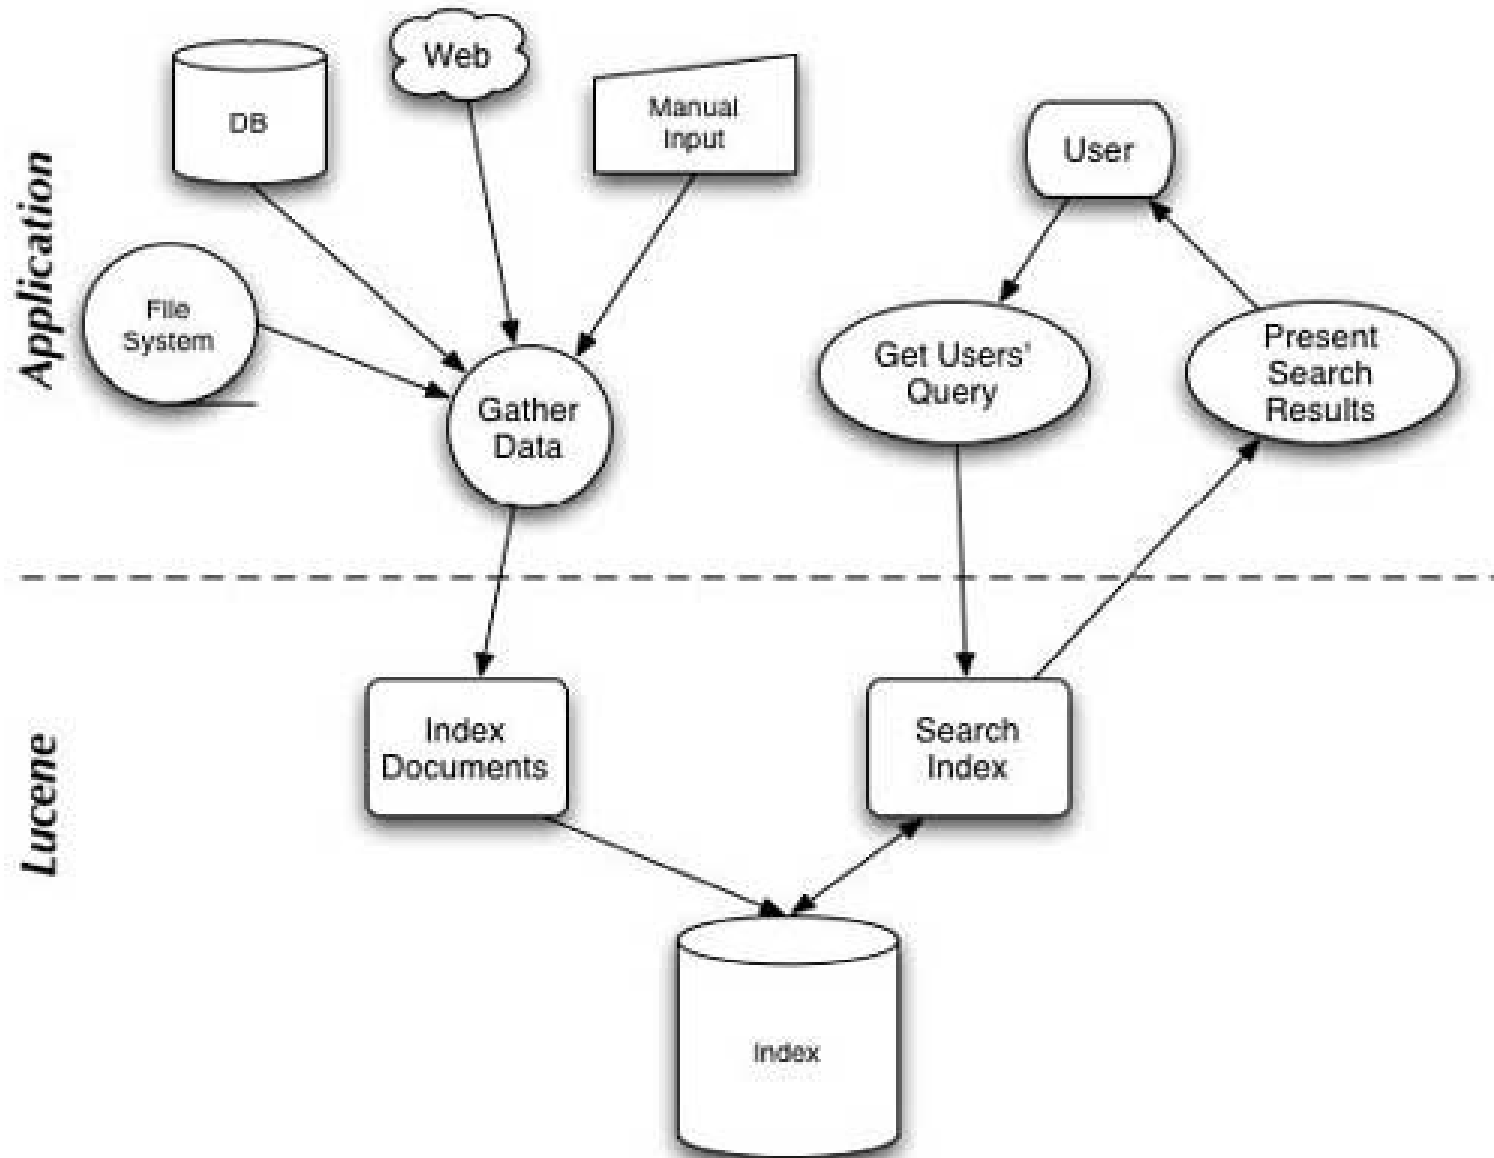 Web
DB
Manual
Input
User
Application
File
System
Gather
Data
Get Users'
Query
Present
Search
Results
Lucene
Index
Documents
Search
Index
Index